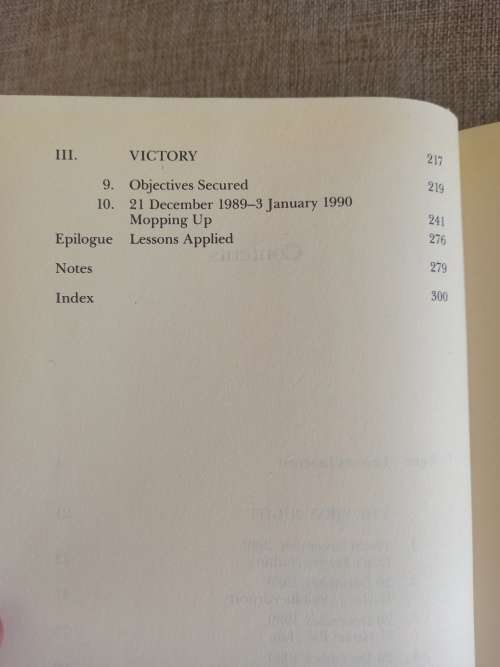 III. VICTORY 217
9. Objectives Secured 219
10. 21 December 1989–3 January 1990
Mopping Up 241
Epilogue Lessons Applied 276
Notes 279
Index 300